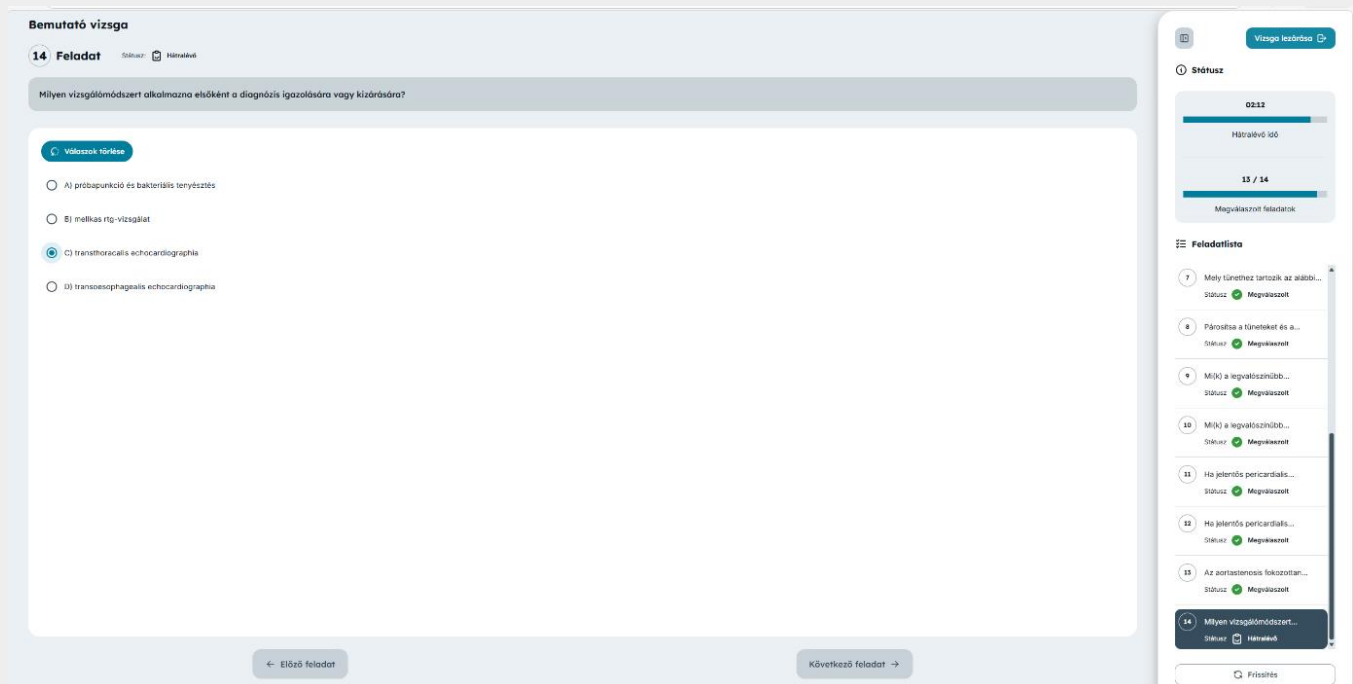 Bemutató vizsga
14 Feladat Státusz: Hátralévő
Milyen vizsgálómódszert alkalmazna elsőként a diagnózis igazolására vagy kizárására?
Válaszok törlése
A) próbapunkció és bakteriális tenyésztés
B) mellkas rtg-vizsgálat
C) transthoracalis echocardiographia
D) transoesophagealis echocardiographia
← Előző feladat
Következő feladat →
Vizsga lezárása
Státusz
02:12
Hátralévő idő
13 / 14
Megválaszolt feladatok
Feladatlista
7 Mely tünethez tartozik az alábbi...
Státusz Megválaszolt
8 Párosítsa a tüneteket és a...
Státusz Megválaszolt
9 Mi(k) a legvalószínűbb...
Státusz Megválaszolt
10 Mi(k) a legvalószínűbb...
Státusz Megválaszolt
11 Ha jelentős pericardialis...
Státusz Megválaszolt
12 Ha jelentős pericardialis...
Státusz Megválaszolt
13 Az aortastenosis fokozottan...
Státusz Megválaszolt
14 Milyen vizsgálómódszert...
Státusz Hátralévő
Frissítés